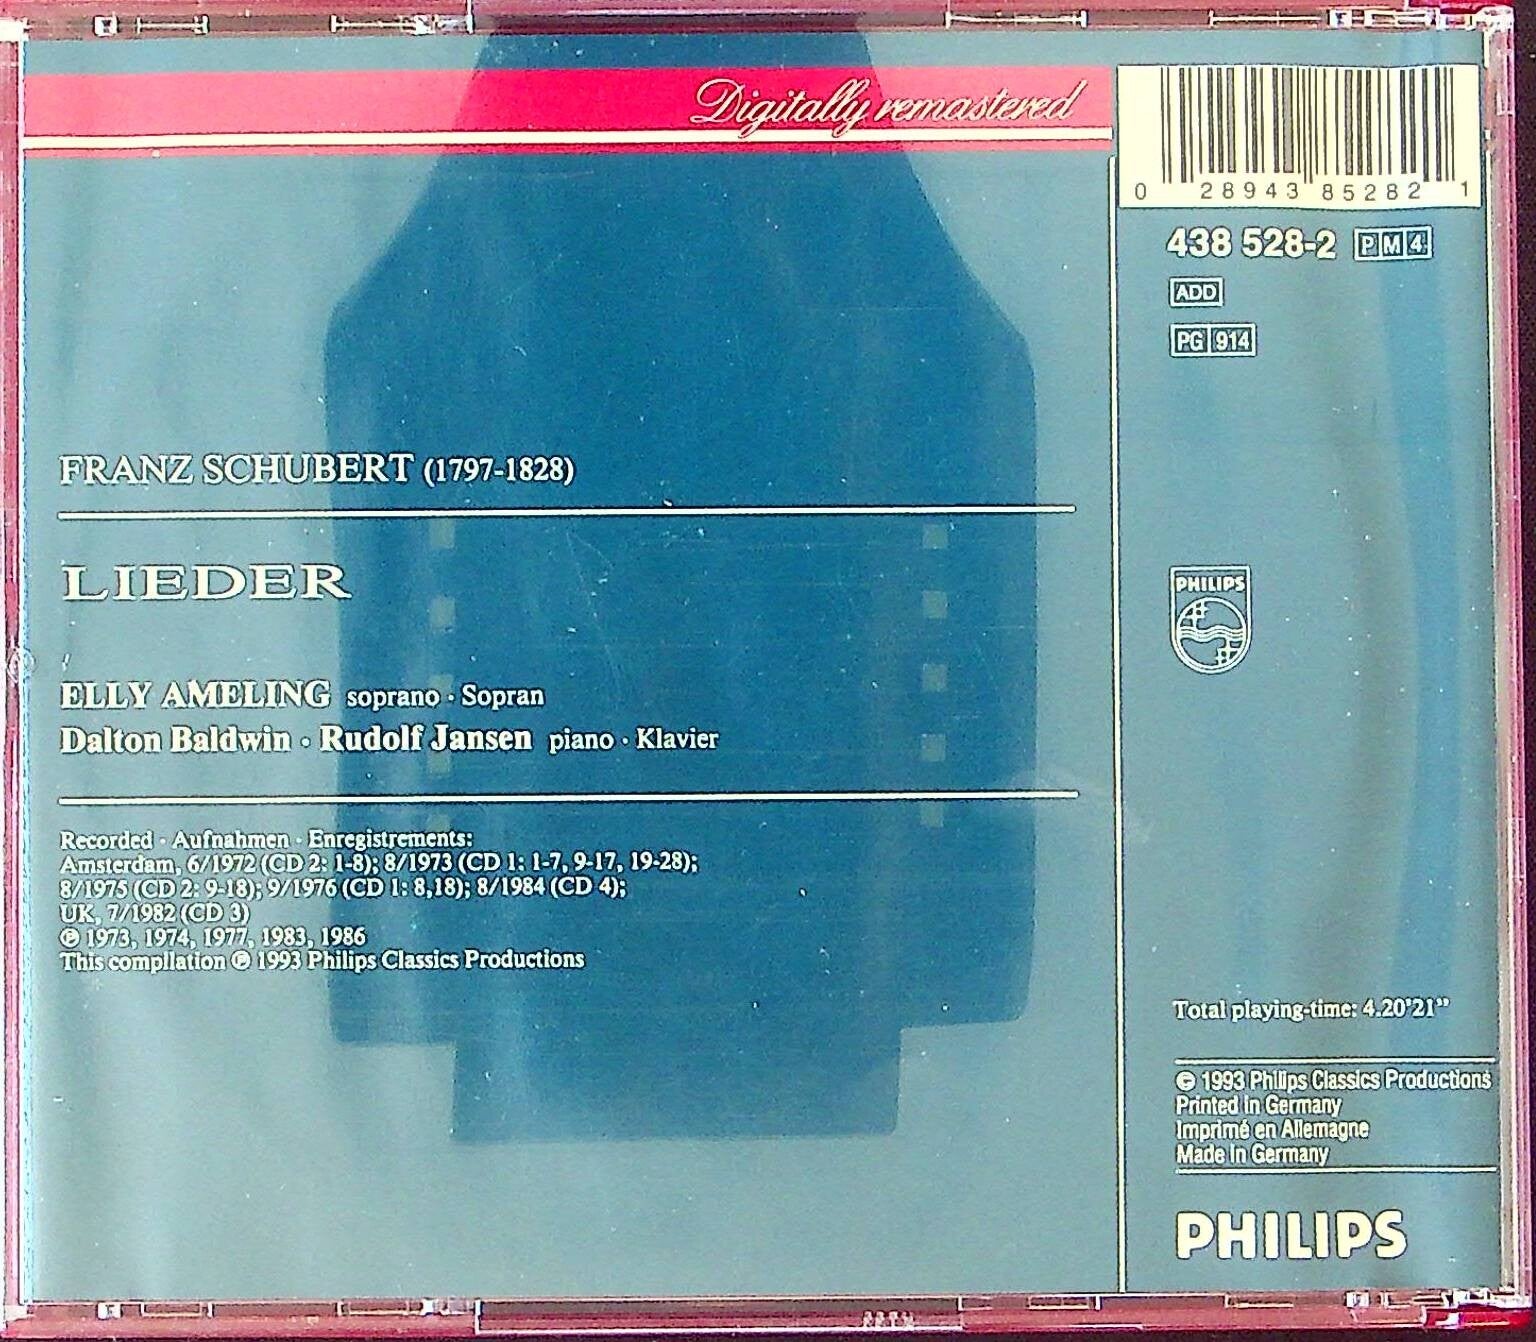 Digitally remastered
0 28943 85282 1
438 528-2 PM4
ADD
PG 914
FRANZ SCHUBERT (1797-1828)
LIEDER
PHILIPS
ELLY AMELING soprano · Sopran
Dalton Baldwin · Rudolf Jansen piano · Klavier
Recorded · Aufnahmen · Enregistrements:
Amsterdam, 6/1972 (CD 2: 1-8); 8/1973 (CD 1: 1-7, 9-17, 19-28);
8/1975 (CD 2: 9-18); 9/1976 (CD 1: 8,18); 8/1984 (CD 4);
UK, 7/1982 (CD 3)
℗ 1973, 1974, 1977, 1983, 1986
This compilation ℗ 1993 Philips Classics Productions
Total playing-time: 4.20'21"
© 1993 Philips Classics Productions
Printed in Germany
Imprimé en Allemagne
Made in Germany
PHILIPS